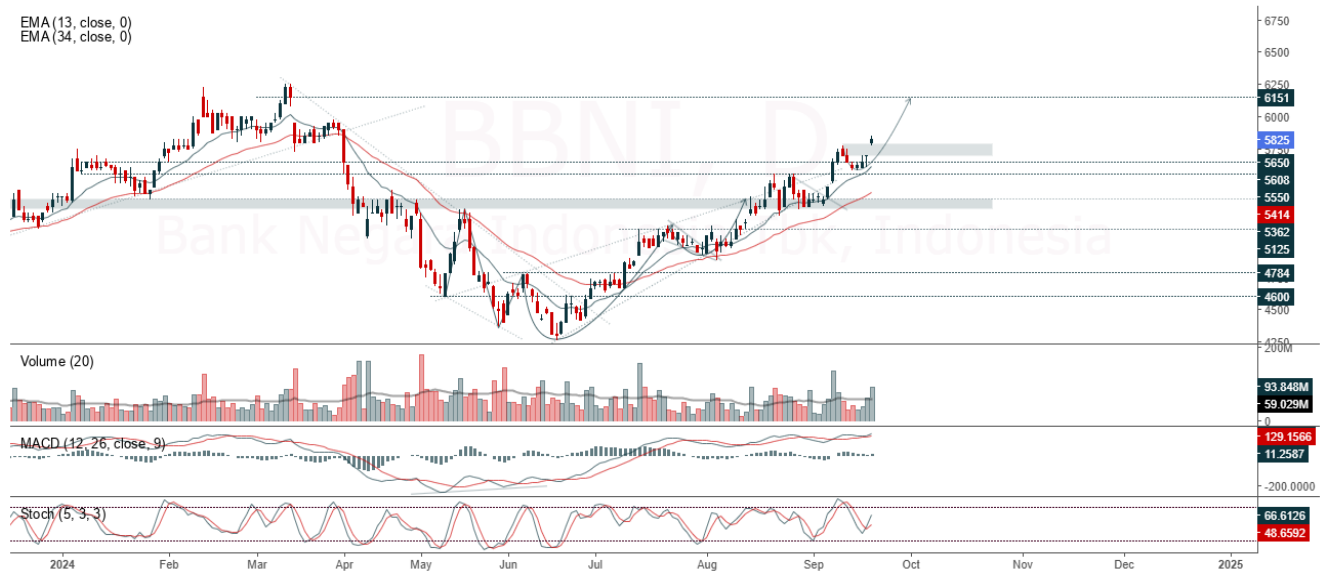 EMA (13, close, 0)
EMA (34, close, 0)
BBNI, D
Bank Negara Indonesia Tbk, Indonesia
6750
6500
6250
6151
6000
5825
5750
5650
5608
5550
5414
5362
5125
4784
4600
4500
4250
Volume (20)
200M
93.848M
59.029M
0
MACD (12, 26, close, 9)
129.1566
11.2587
-200.0000
Stoch (5, 3, 3)
66.6126
48.6592
2024 Feb Mar Apr May Jun Jul Aug Sep Oct Nov Dec 2025